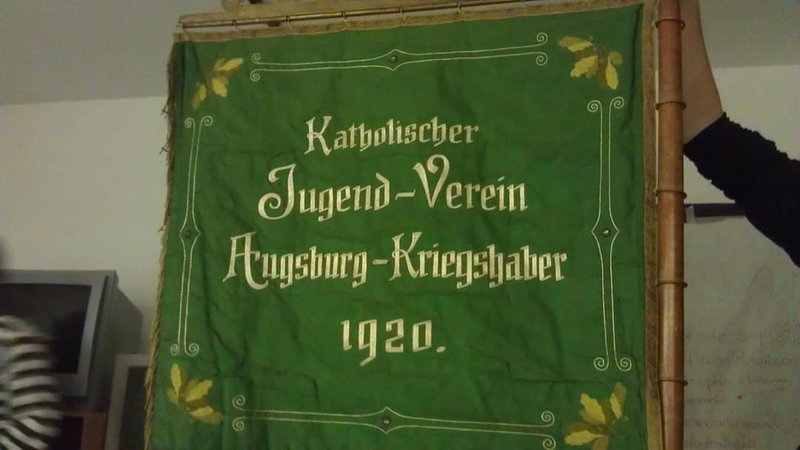 Katholischer
Jugend-Verein
Augsburg-Kriegshaber
1920.